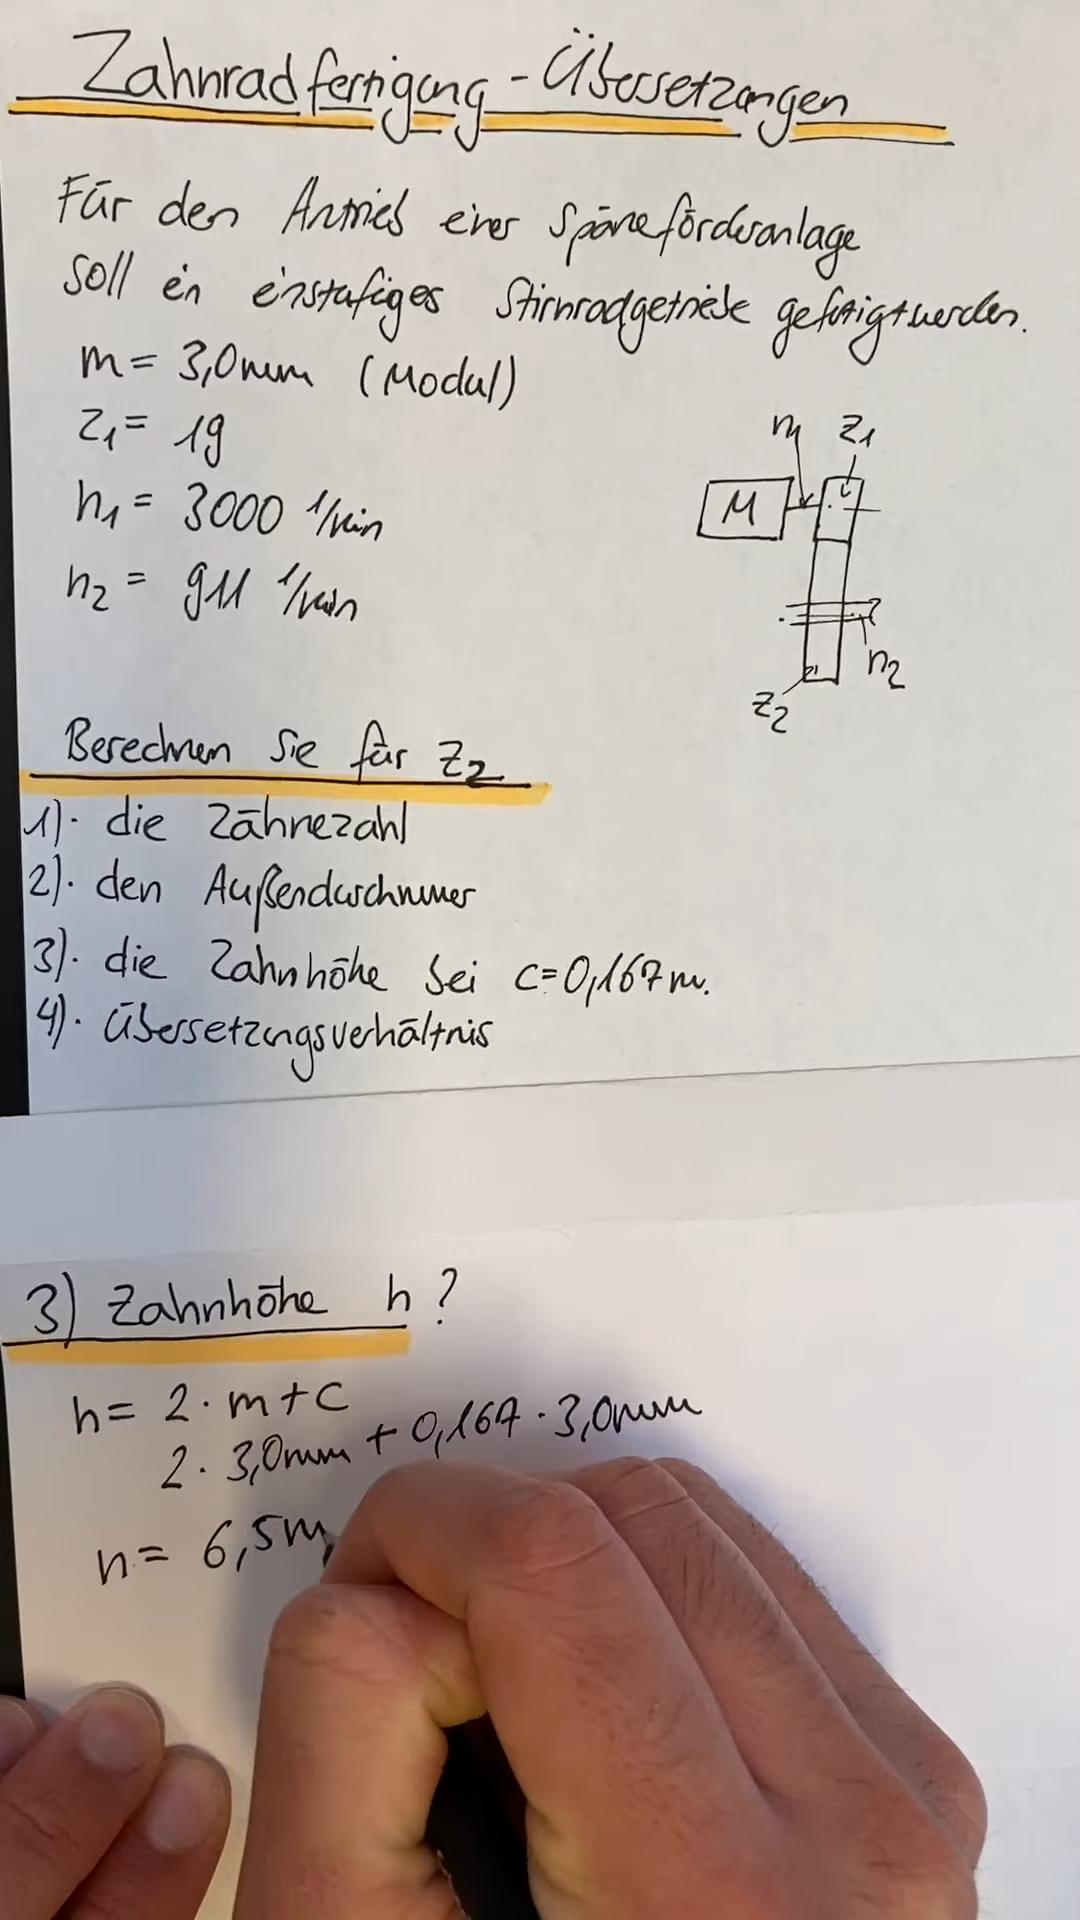 Zahnradfertigung - Übersetzungen
Für den Antrieb einer Späneförderanlage
soll ein einstufiges Stirnradgetriebe gefertigt werden.
m = 3,0mm (Modul)
z1 = 19
n1 = 3000 1/min
n2 = 911 1/min
n1 z1
M
n2
z2
Berechnen Sie für z2
1). die Zähnezahl
2). den Außendurchmesser
3). die Zahnhöhe bei c=0,167m.
4). Übersetzungsverhältnis
3) Zahnhöhe h?
h= 2·m+c
2·3,0mm + 0,167·3,0mm
h= 6,5m